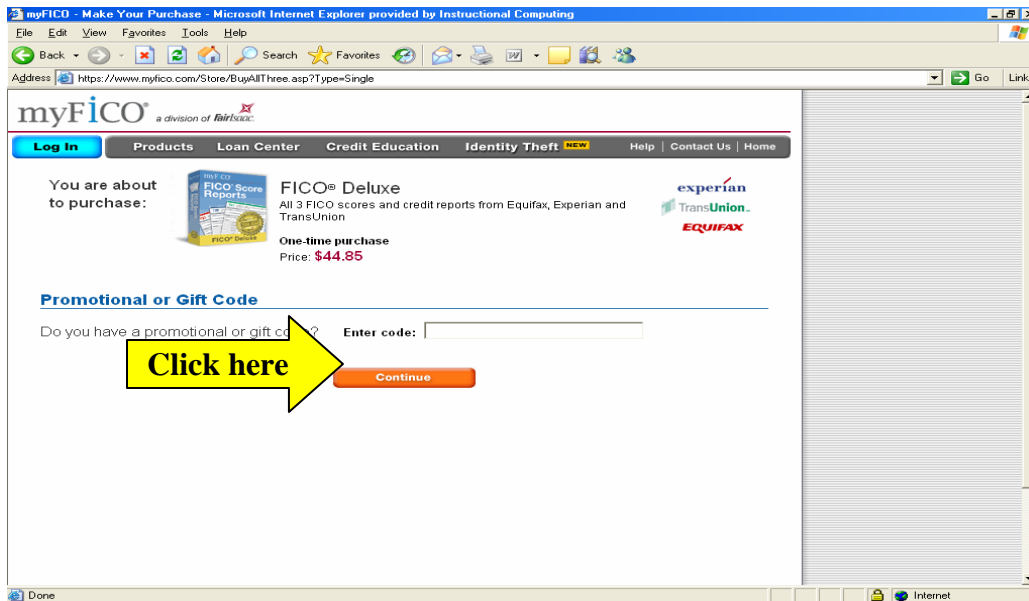 myFICO - Make Your Purchase - Microsoft Internet Explorer provided by Instructional Computing
File Edit View Favorites Tools Help
Back Search Favorites
Address https://www.myfico.com/Store/BuyAllThree.asp?Type=Single Go Link
myFICO® a division of FairIsaac.
Log In Products Loan Center Credit Education Identity Theft NEW Help | Contact Us | Home
You are about
to purchase:
myFICO
FICO® Score
Reports
FICO® Deluxe
FICO® Deluxe
All 3 FICO scores and credit reports from Equifax, Experian and
TransUnion
One-time purchase
Price: $44.85
experian
TransUnion.
EQUIFAX
Promotional or Gift Code
Do you have a promotional or gift code? Enter code:
Click here
Continue
Done Internet